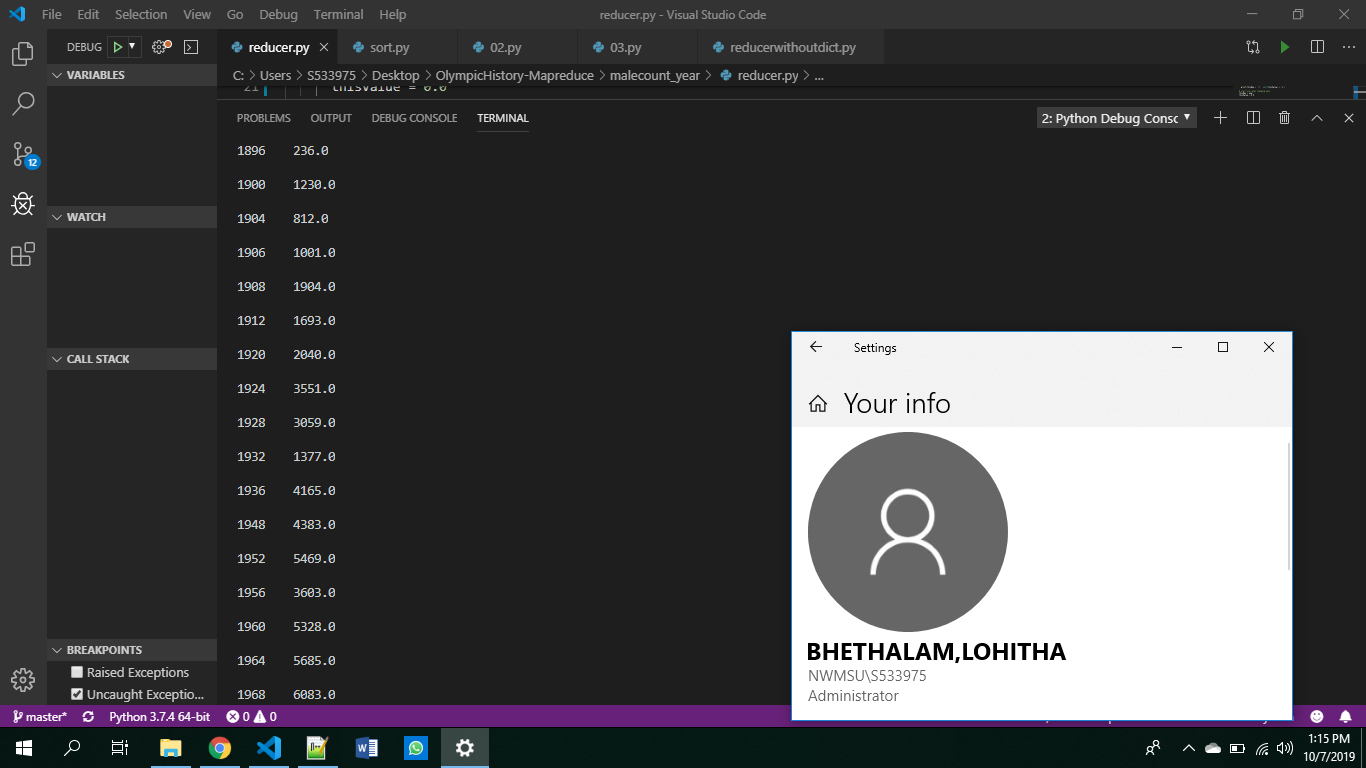 File Edit Selection View Go Debug Terminal Help
reducer.py - Visual Studio Code
DEBUG
reducer.py sort.py 02.py 03.py reducerwithoutdict.py
C: > Users > S533975 > Desktop > OlympicHistory-Mapreduce > malecount_year > reducer.py > ...
21 thisValue = 0.0
PROBLEMS OUTPUT DEBUG CONSOLE TERMINAL
2: Python Debug Consc
VARIABLES
WATCH
CALL STACK
BREAKPOINTS
Raised Exceptions
Uncaught Exceptio...
12
1896 236.0
1900 1230.0
1904 812.0
1906 1001.0
1908 1904.0
1912 1693.0
1920 2040.0
1924 3551.0
1928 3059.0
1932 1377.0
1936 4165.0
1948 4383.0
1952 5469.0
1956 3603.0
1960 5328.0
1964 5685.0
1968 6083.0
Settings
Your info
BHETHALAM,LOHITHA
NWMSU\S533975
Administrator
master* Python 3.7.4 64-bit 0 0
1:15 PM
10/7/2019